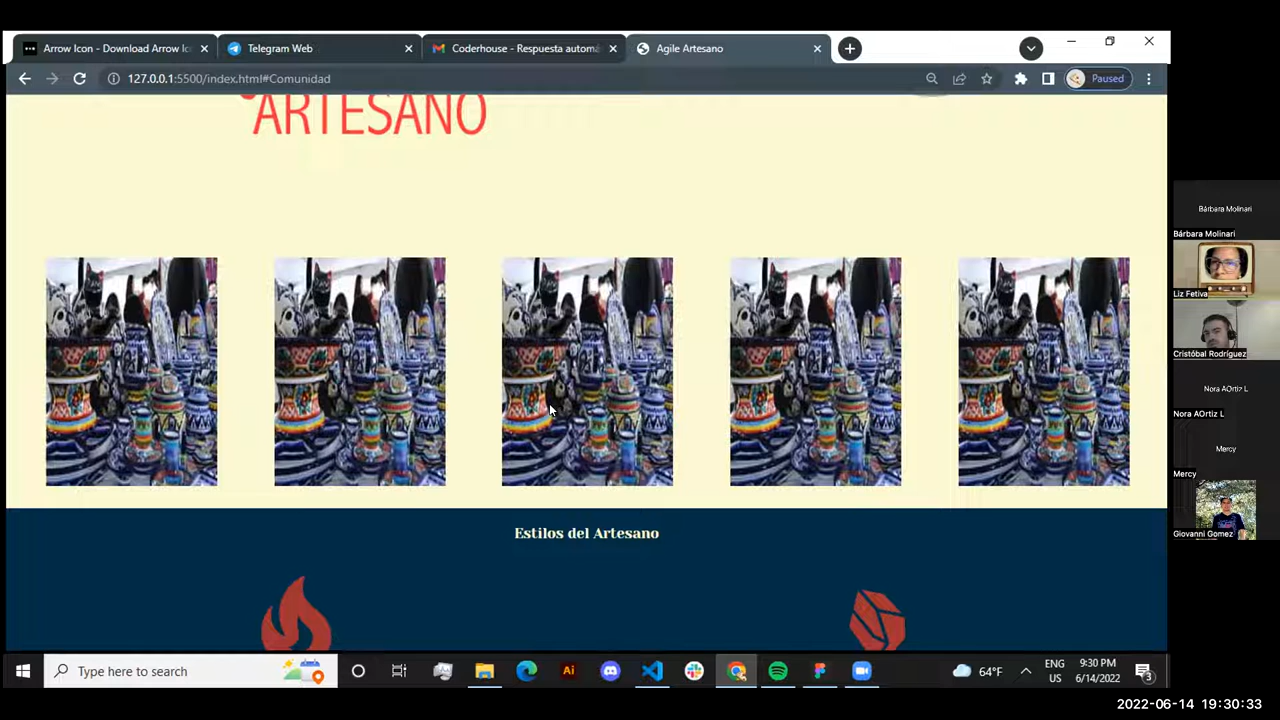 Arrow Icon - Download Arrow Ic
Telegram Web
Coderhouse - Respuesta automá
Agile Artesano
127.0.0.1:5500/index.html#Comunidad
Paused
ARTESANO
Estilos del Artesano
Bárbara Molinari
Bárbara Molinari
Liz Fetiva
Cristóbal Rodríguez
Nora AOrtiz L
Nora AOrtiz L
Mercy
Mercy
Giovanni Gomez
Type here to search
Ai
64°F
ENG
US
9:30 PM
6/14/2022
3
2022-06-14 19:30:33